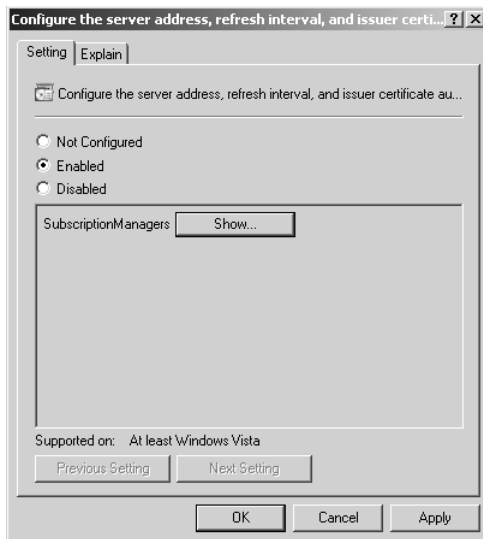 Configure the server address, refresh interval, and issuer certi...
Setting
Explain
Configure the server address, refresh interval, and issuer certificate au...
Not Configured
Enabled
Disabled
SubscriptionManagers
Show...
Supported on: At least Windows Vista
Previous Setting
Next Setting
OK
Cancel
Apply